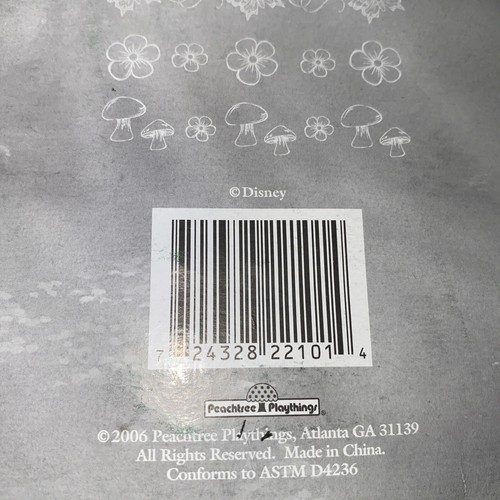 © Disney
7 24328 22101 4
Peachtree Playthings®
© 2006 Peachtree Playthings, Atlanta GA 31139
All Rights Reserved. Made in China.
Conforms to ASTM D4236